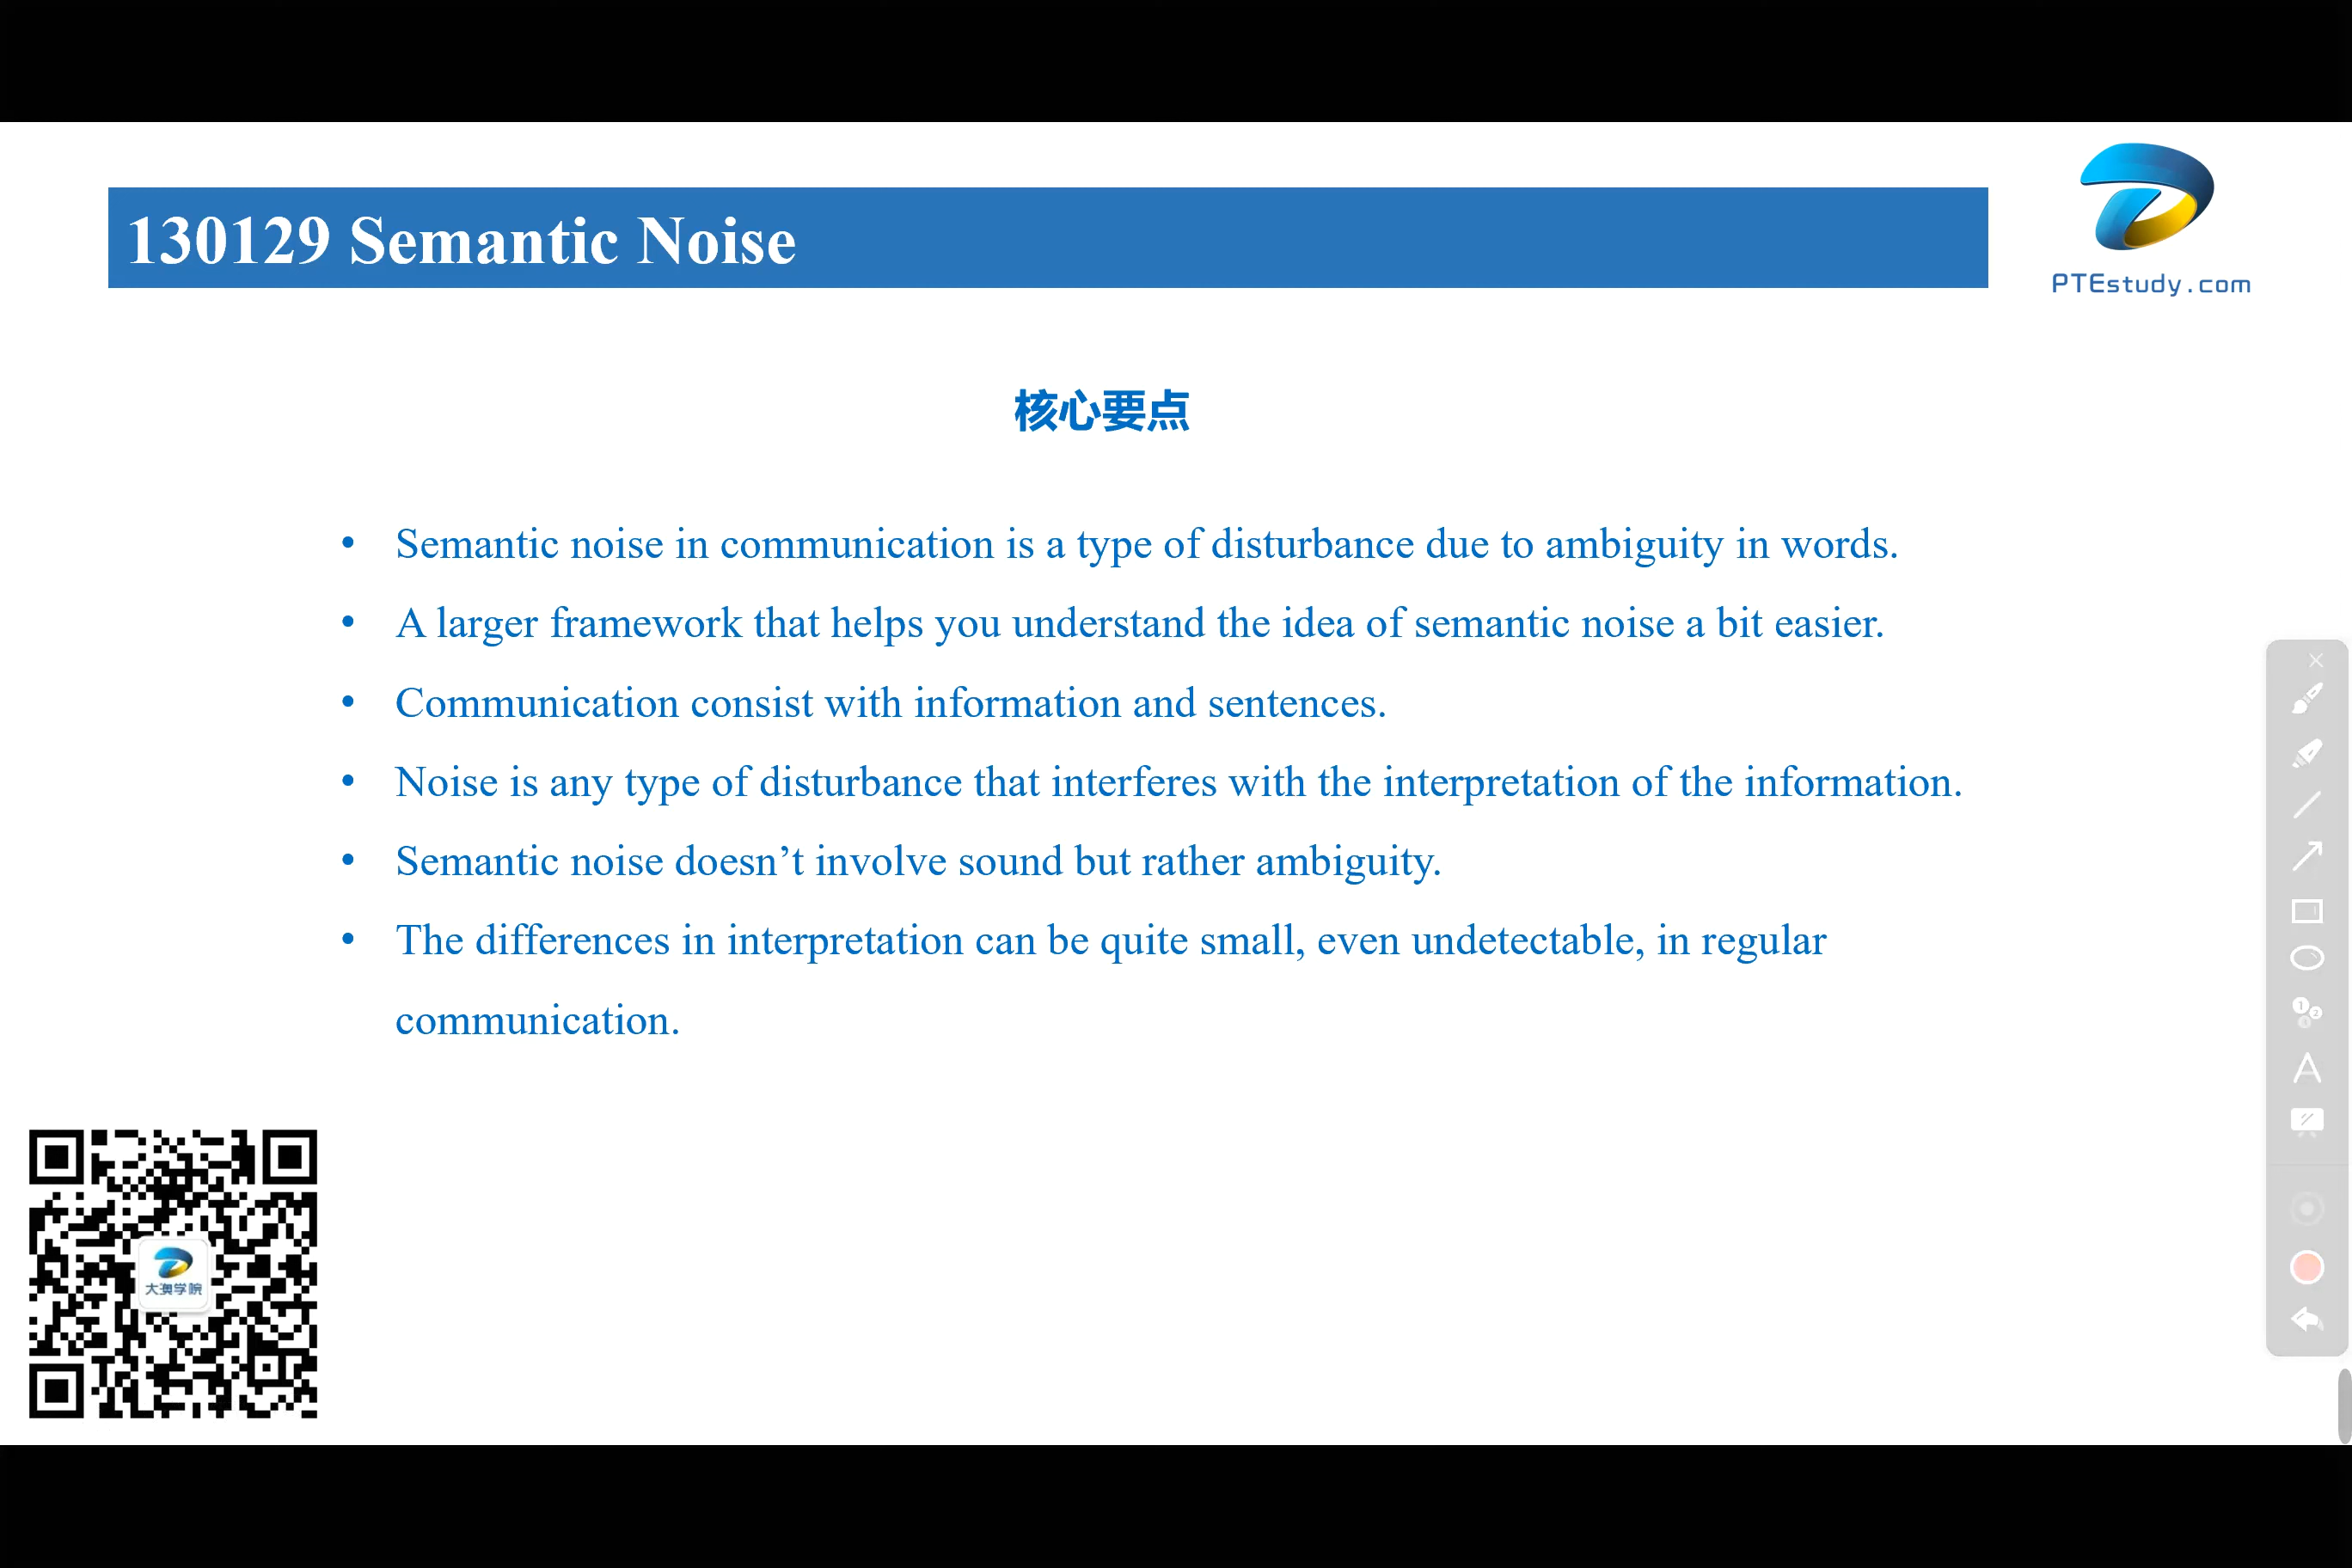 130129 Semantic Noise
PTEstudy.com
核心要点
• Semantic noise in communication is a type of disturbance due to ambiguity in words.
• A larger framework that helps you understand the idea of semantic noise a bit easier.
• Communication consist with information and sentences.
• Noise is any type of disturbance that interferes with the interpretation of the information.
• Semantic noise doesn’t involve sound but rather ambiguity.
• The differences in interpretation can be quite small, even undetectable, in regular
communication.
大澳学院